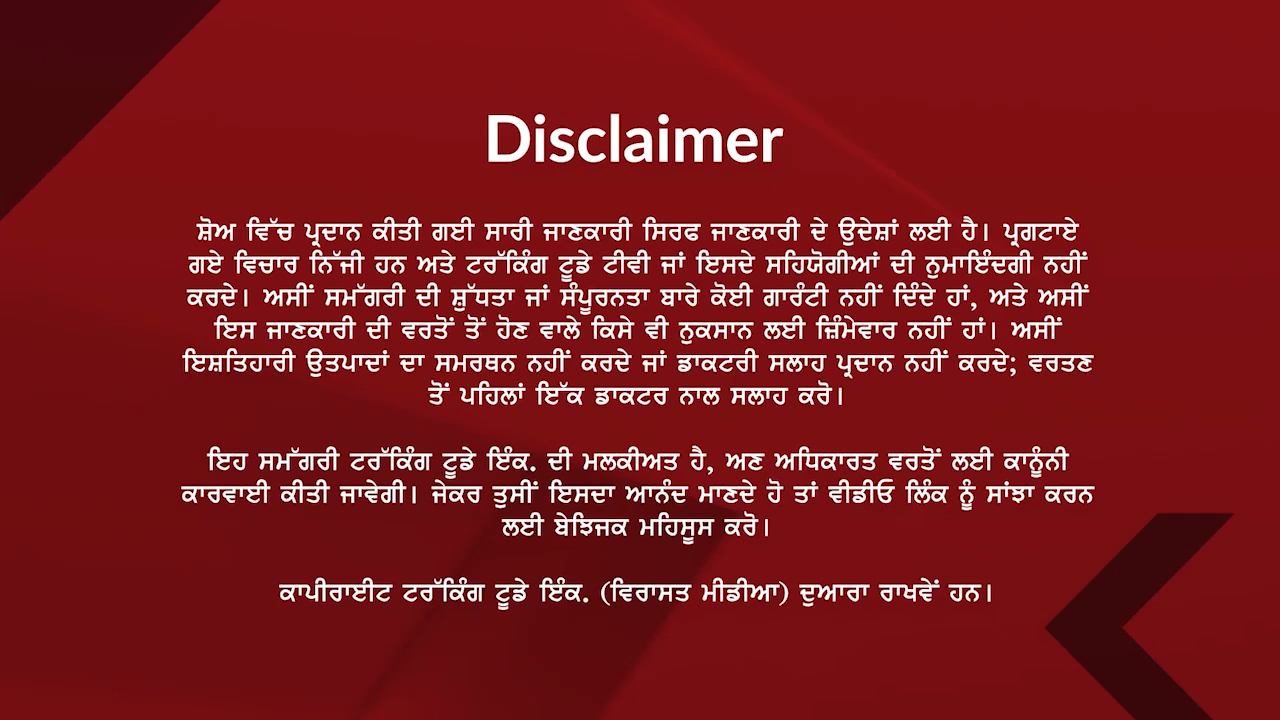 Disclaimer
ਸ਼ੋਅ ਵਿੱਚ ਪ੍ਰਦਾਨ ਕੀਤੀ ਗਈ ਸਾਰੀ ਜਾਣਕਾਰੀ ਸਿਰਫ ਜਾਣਕਾਰੀ ਦੇ ਉਦੇਸ਼ਾਂ ਲਈ ਹੈ। ਪ੍ਰਗਟਾਏ
ਗਏ ਵਿਚਾਰ ਨਿੱਜੀ ਹਨ ਅਤੇ ਟਰੱਕਿੰਗ ਟੂਡੇ ਟੀਵੀ ਜਾਂ ਇਸਦੇ ਸਹਿਯੋਗੀਆਂ ਦੀ ਨੁਮਾਇੰਦਗੀ ਨਹੀਂ
ਕਰਦੇ। ਅਸੀਂ ਸਮੱਗਰੀ ਦੀ ਸ਼ੁੱਧਤਾ ਜਾਂ ਸੰਪੂਰਨਤਾ ਬਾਰੇ ਕੋਈ ਗਾਰੰਟੀ ਨਹੀਂ ਦਿੰਦੇ ਹਾਂ, ਅਤੇ ਅਸੀਂ
ਇਸ ਜਾਣਕਾਰੀ ਦੀ ਵਰਤੋਂ ਤੋਂ ਹੋਣ ਵਾਲੇ ਕਿਸੇ ਵੀ ਨੁਕਸਾਨ ਲਈ ਜ਼ਿੰਮੇਵਾਰ ਨਹੀਂ ਹਾਂ। ਅਸੀਂ
ਇਸ਼ਤਿਹਾਰੀ ਉਤਪਾਦਾਂ ਦਾ ਸਮਰਥਨ ਨਹੀਂ ਕਰਦੇ ਜਾਂ ਡਾਕਟਰੀ ਸਲਾਹ ਪ੍ਰਦਾਨ ਨਹੀਂ ਕਰਦੇ; ਵਰਤਣ
ਤੋਂ ਪਹਿਲਾਂ ਇੱਕ ਡਾਕਟਰ ਨਾਲ ਸਲਾਹ ਕਰੋ।
ਇਹ ਸਮੱਗਰੀ ਟਰੱਕਿੰਗ ਟੂਡੇ ਇੰਕ. ਦੀ ਮਲਕੀਅਤ ਹੈ, ਅਣ ਅਧਿਕਾਰਤ ਵਰਤੋਂ ਲਈ ਕਾਨੂੰਨੀ
ਕਾਰਵਾਈ ਕੀਤੀ ਜਾਵੇਗੀ। ਜੇਕਰ ਤੁਸੀਂ ਇਸਦਾ ਆਨੰਦ ਮਾਣਦੇ ਹੋ ਤਾਂ ਵੀਡੀਓ ਲਿੰਕ ਨੂੰ ਸਾਂਝਾ ਕਰਨ
ਲਈ ਬੇਝਿਜਕ ਮਹਿਸੂਸ ਕਰੋ।
ਕਾਪੀਰਾਈਟ ਟਰੱਕਿੰਗ ਟੂਡੇ ਇੰਕ. (ਵਿਰਾਸਤ ਮੀਡੀਆ) ਦੁਆਰਾ ਰਾਖਵੇਂ ਹਨ।